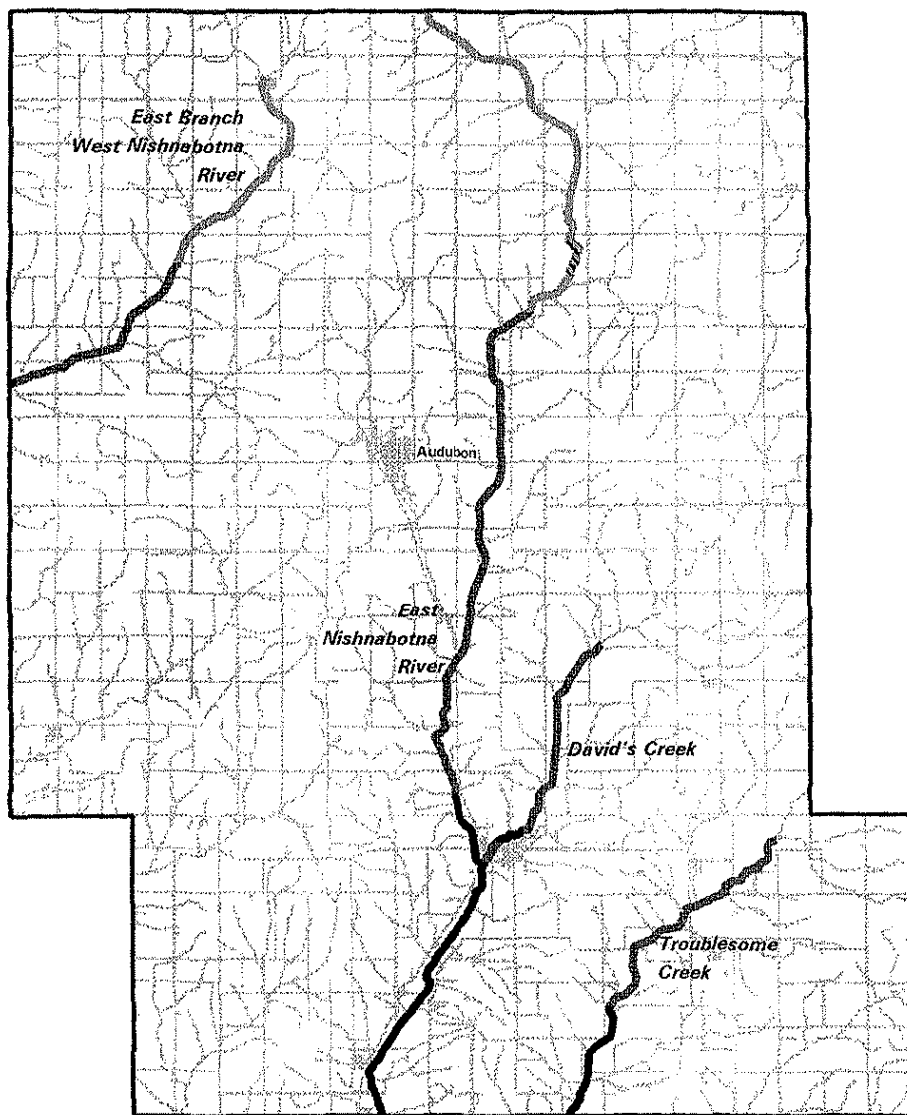 East Branch
West Nishnabotna
River
Audubon
East
Nishnabotna
River
David's Creek
Troublesome
Creek